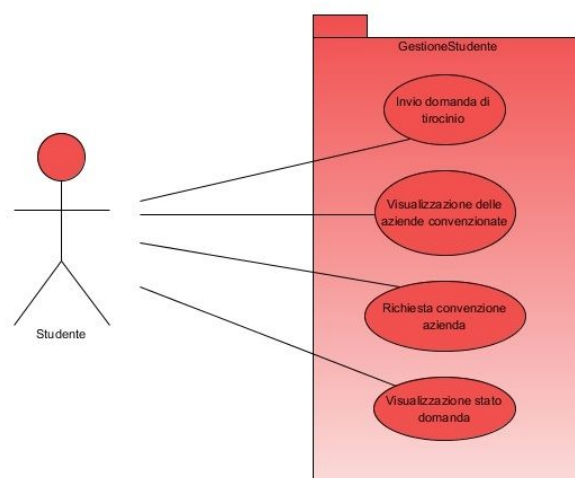 GestioneStudente
Invio domanda di
tirocinio
Visualizzazione delle
aziende convenzionate
Richiesta convenzione
azienda
Studente
Visualizzazione stato
domanda